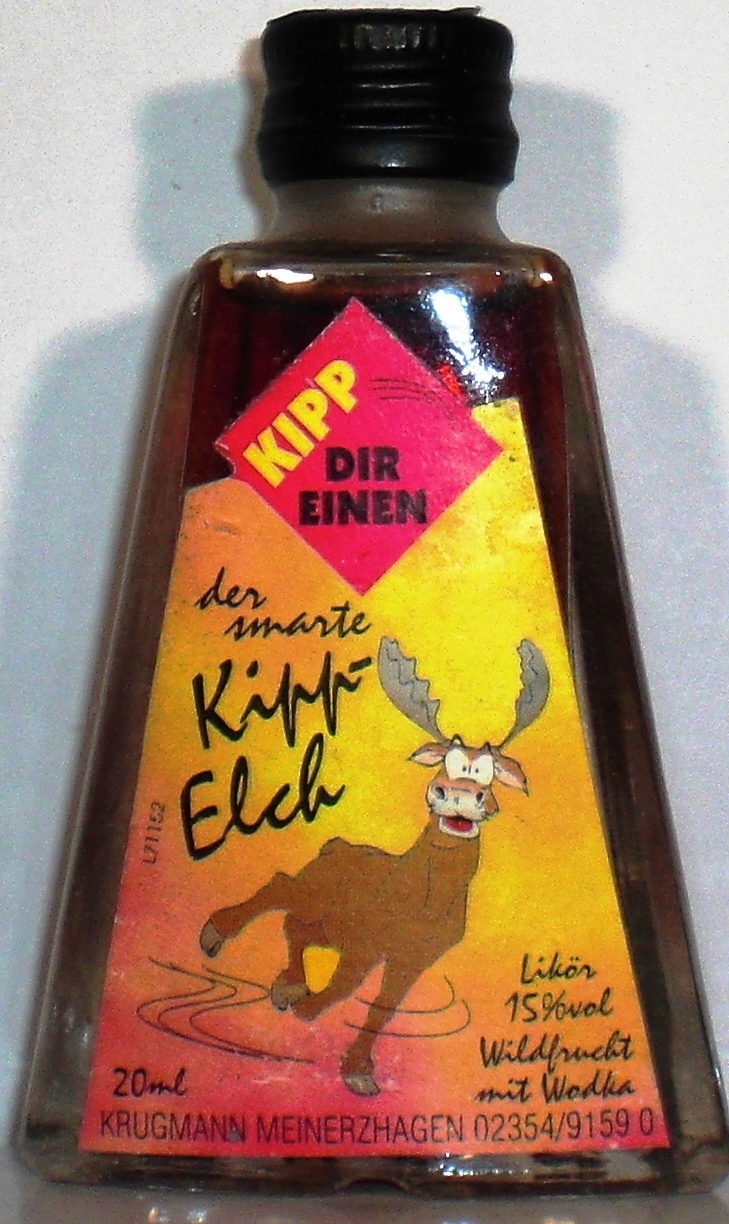 KIPP
DIR
EINEN
der
smarte
Kipp-
Elch
L71152
Likör
15%vol
Wildfrucht
mit Wodka
20ml
KRUGMANN MEINERZHAGEN 02354/9159 0